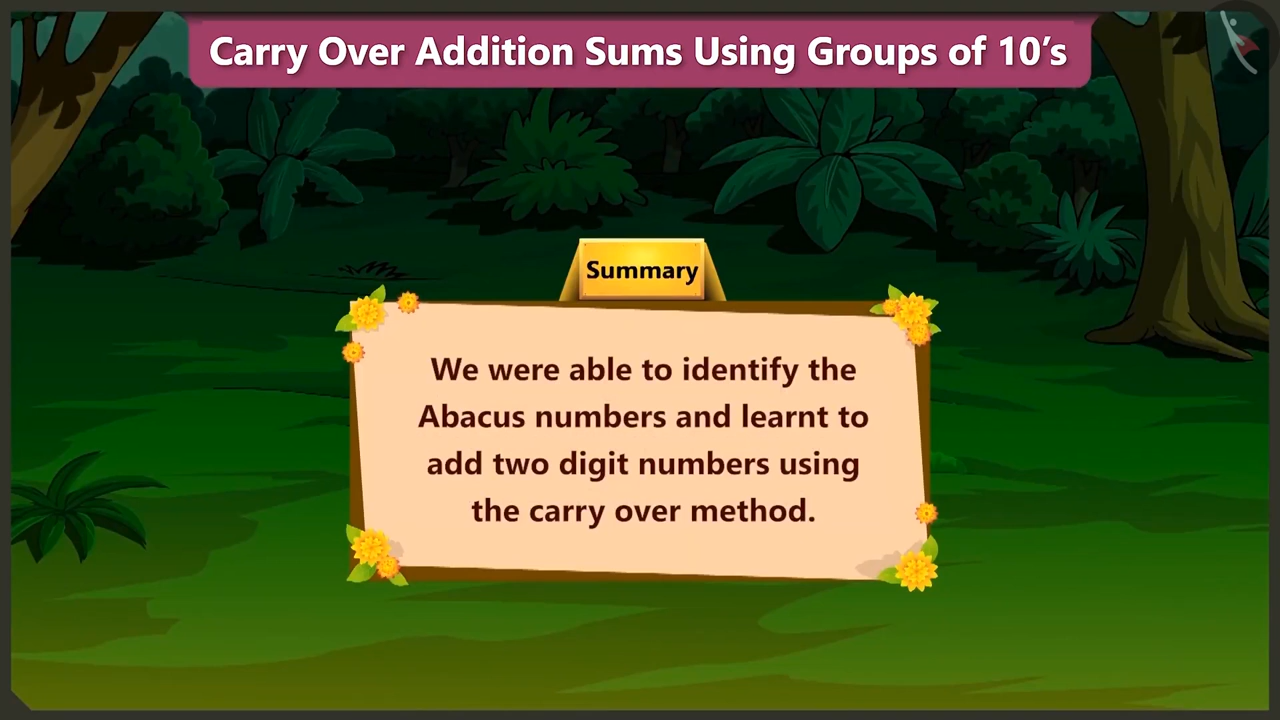 Carry Over Addition Sums Using Groups of 10’s
Summary
We were able to identify the
Abacus numbers and learnt to
add two digit numbers using
the carry over method.